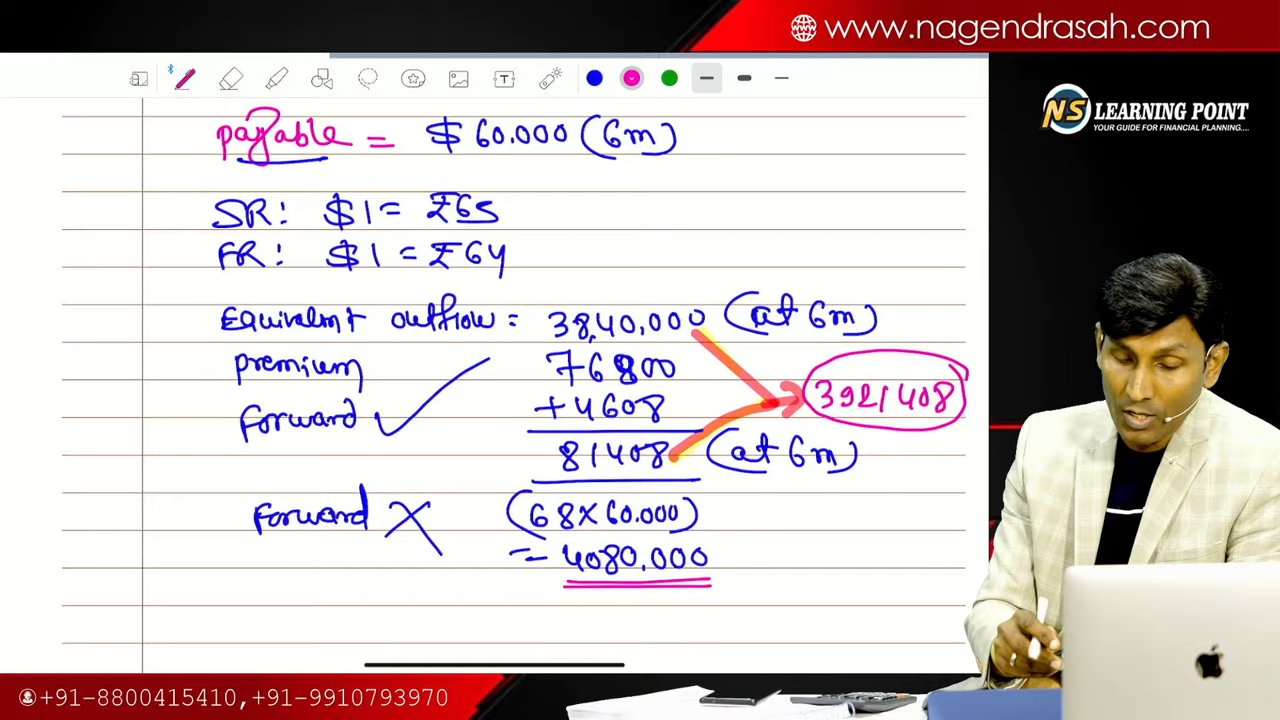 www.nagendrasah.com
NS LEARNING POINT
YOUR GUIDE FOR FINANCIAL PLANNING....
payable = $ 60.000 (6m)
SR: $1 = ₹65
FR: $1 = ₹64
Equivalent outflow = 38,40,000 (at 6m)
premium 76800
Forward ✓ +4608
3921408
81408 (at 6m)
Forward X (68×60.000)
= 4080,000
+91-8800415410,+91-9910793970